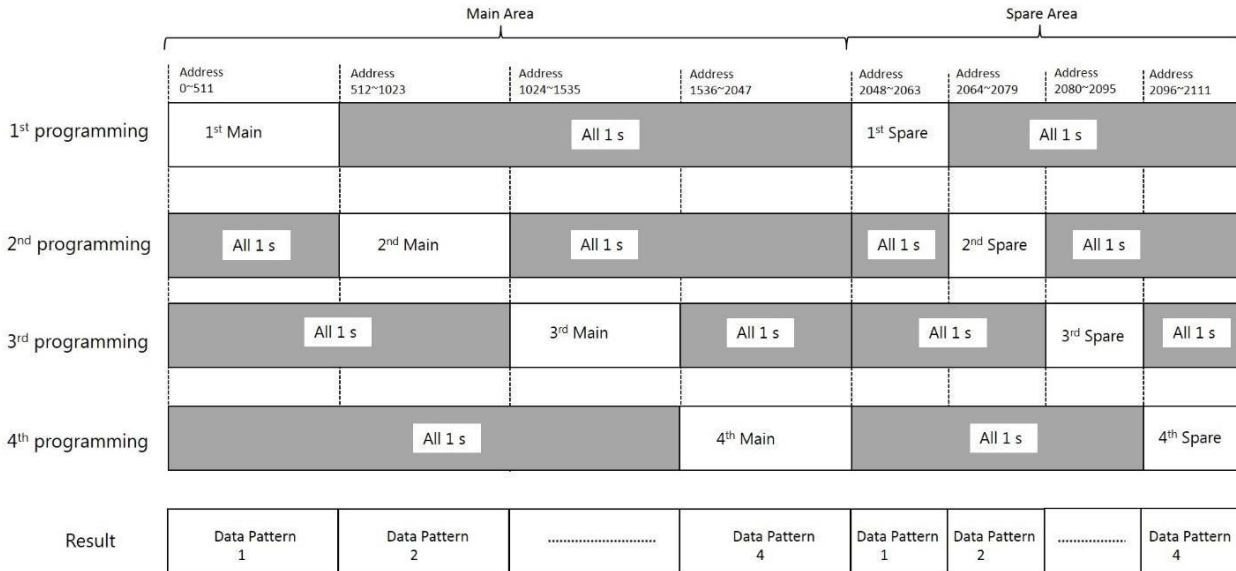 Main Area
Spare Area
Address
0~511
Address
512~1023
Address
1024~1535
Address
1536~2047
Address
2048~2063
Address
2064~2079
Address
2080~2095
Address
2096~2111
1st programming
1st Main
All 1 s
1st Spare
All 1 s
2nd programming
All 1 s
2nd Main
All 1 s
All 1 s
2nd Spare
All 1 s
3rd programming
All 1 s
3rd Main
All 1 s
All 1 s
3rd Spare
All 1 s
4th programming
All 1 s
4th Main
All 1 s
4th Spare
Result
Data Pattern
1
Data Pattern
2
............................
Data Pattern
4
Data Pattern
1
Data Pattern
2
..................
Data Pattern
4